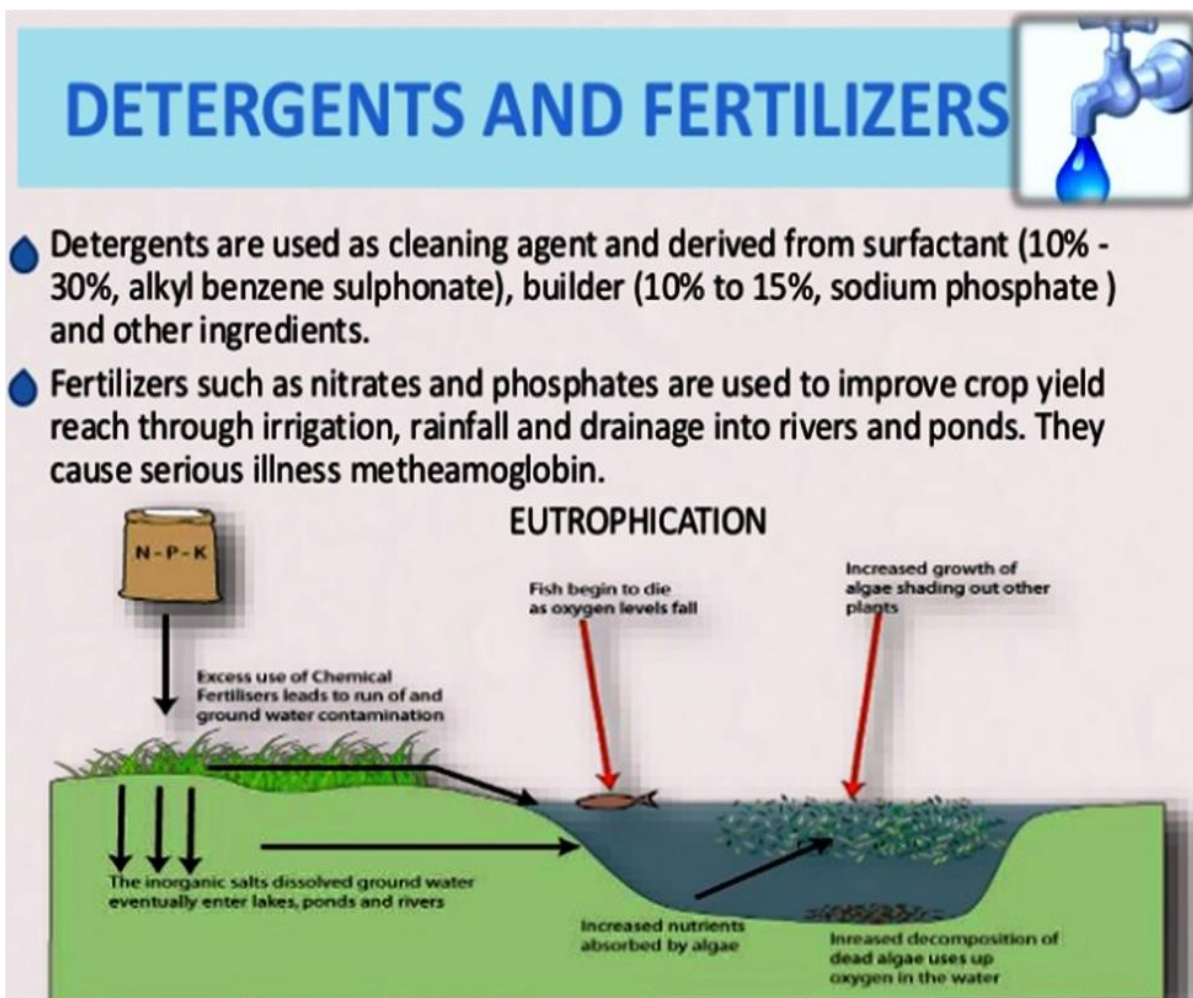 DETERGENTS AND FERTILIZERS
Detergents are used as cleaning agent and derived from surfactant (10% -
30%, alkyl benzene sulphonate), builder (10% to 15%, sodium phosphate )
and other ingredients.
Fertilizers such as nitrates and phosphates are used to improve crop yield
reach through irrigation, rainfall and drainage into rivers and ponds. They
cause serious illness metheamoglobin.
EUTROPHICATION
N-P-K
Excess use of Chemical
Fertilisers leads to run of and
ground water contamination
Fish begin to die
as oxygen levels fall
Increased growth of
algae shading out other
plants
The inorganic salts dissolved ground water
eventually enter lakes, ponds and rivers
Increased nutrients
absorbed by algae
Inreased decomposition of
dead algae uses up
oxygen in the water